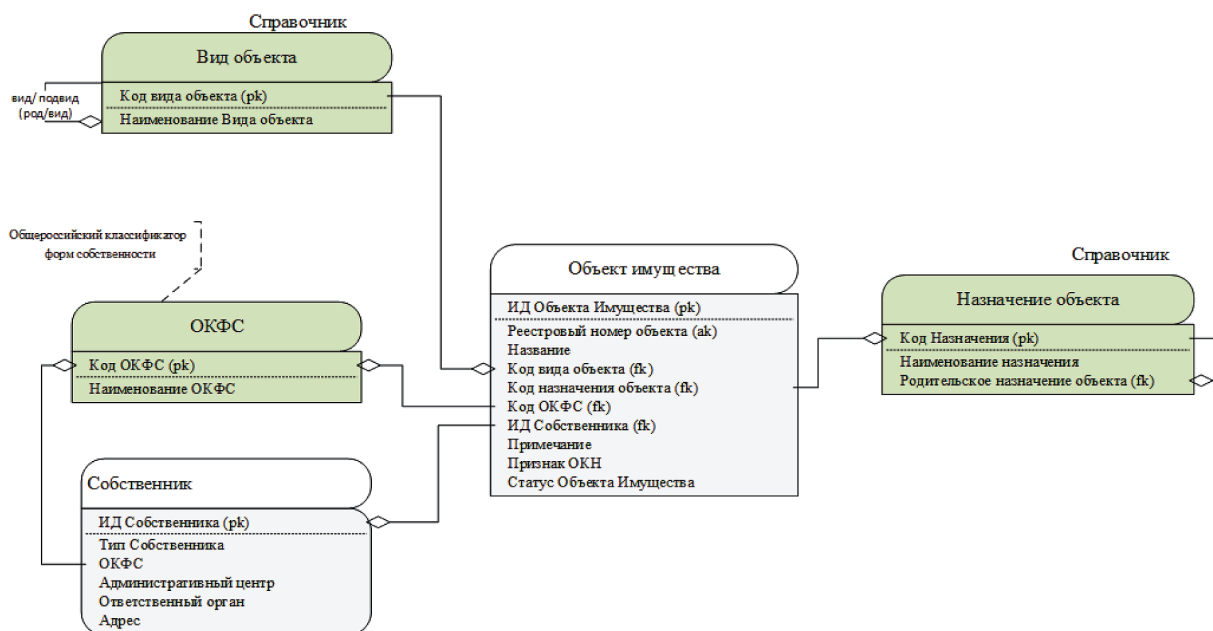 Справочник
Вид объекта
Код вида объекта (pk)
Наименование Вида объекта
вид/ подвид
(род/вид)
Общероссийский классификатор
форм собственности
ОКФС
Код ОКФС (pk)
Наименование ОКФС
Собственник
ИД Собственника (pk)
Тип Собственника
ОКФС
Административный центр
Ответственный орган
Адрес
Объект имущества
ИД Объекта Имущества (pk)
Реестровый номер объекта (ak)
Название
Код вида объекта (fk)
Код назначения объекта (fk)
Код ОКФС (fk)
ИД Собственника (fk)
Примечание
Признак ОКН
Статус Объекта Имущества
Справочник
Назначение объекта
Код Назначения (pk)
Наименование назначения
Родительское назначение объекта (fk)